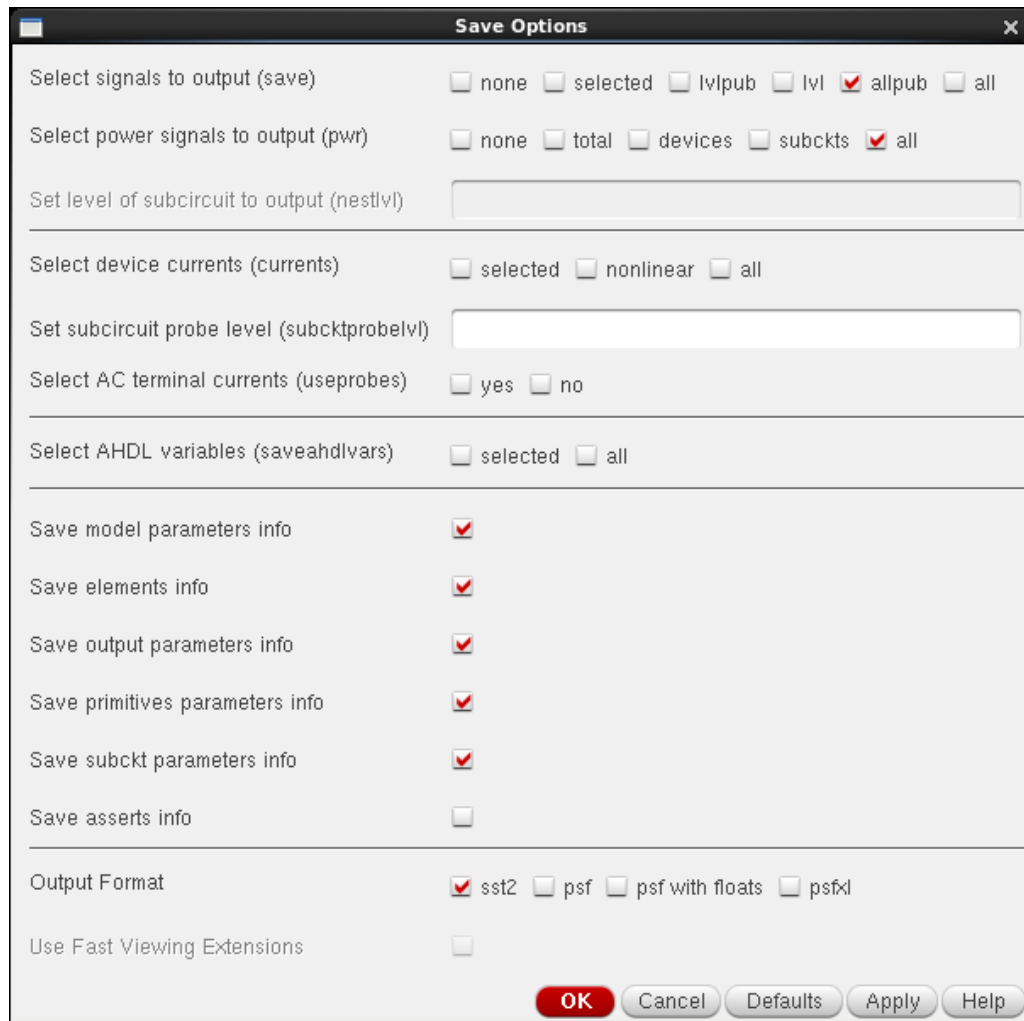 Save Options
Select signals to output (save) none selected lvlpub lvl allpub all
Select power signals to output (pwr) none total devices subckts all
Set level of subcircuit to output (nestlvl)
Select device currents (currents) selected nonlinear all
Set subcircuit probe level (subcktprobelvl)
Select AC terminal currents (useprobes) yes no
Select AHDL variables (saveahdlvars) selected all
Save model parameters info
Save elements info
Save output parameters info
Save primitives parameters info
Save subckt parameters info
Save asserts info
Output Format sst2 psf psf with floats psfxl
Use Fast Viewing Extensions
OK Cancel Defaults Apply Help